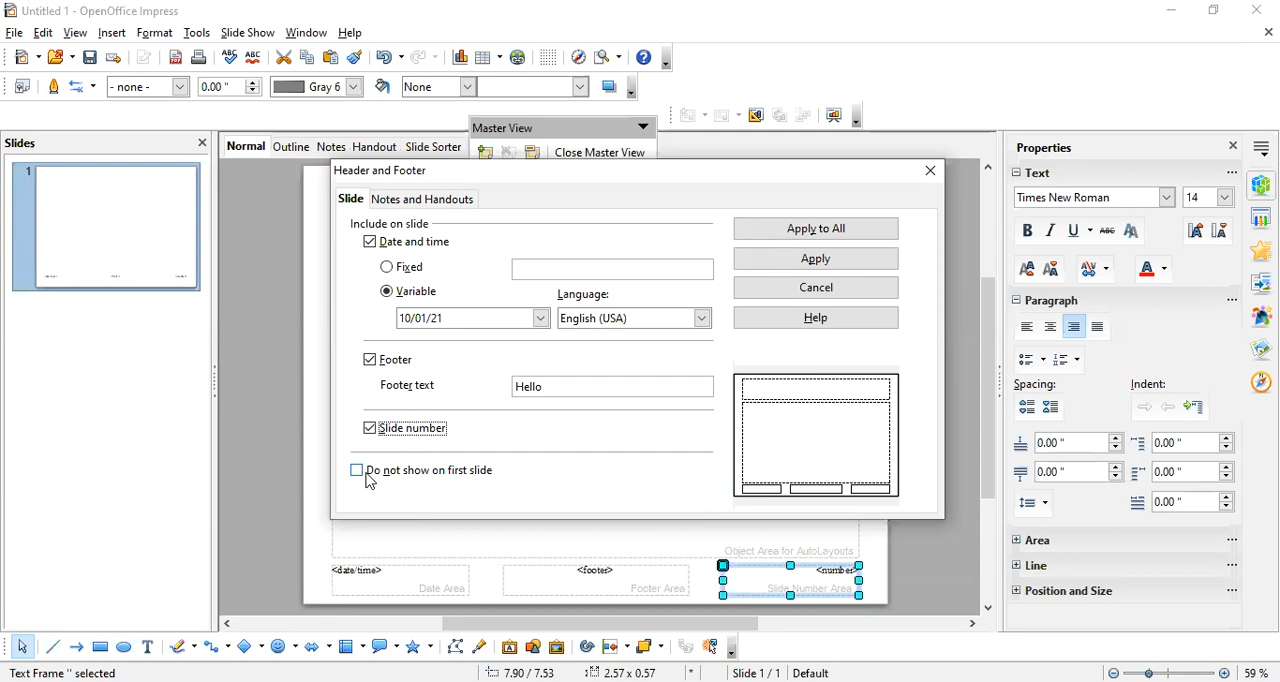 Untitled 1 - OpenOffice Impress
File Edit View Insert Format Tools Slide Show Window Help
- none - 0.00 " Gray 6 None
Slides
1
Master View
Normal Outline Notes Handout Slide Sorter
Close Master View
Header and Footer
Slide Notes and Handouts
Include on slide
Date and time
Fixed
Variable
Language:
10/01/21 English (USA)
Footer
Footer text Hello
Slide number
Do not show on first slide
Apply to All
Apply
Cancel
Help
Object Area for AutoLayouts
<date/time> <footer> <number>
Date Area Footer Area Slide Number Area
Properties
Text
Times New Roman 14
B I U ABC AA
Paragraph
Spacing: Indent:
0.00 " 0.00 "
0.00 " 0.00 "
0.00 "
Area
Line
Position and Size
Text Frame '' selected 7.90 / 7.53 2.57 x 0.57 * Slide 1 / 1 Default 59 %